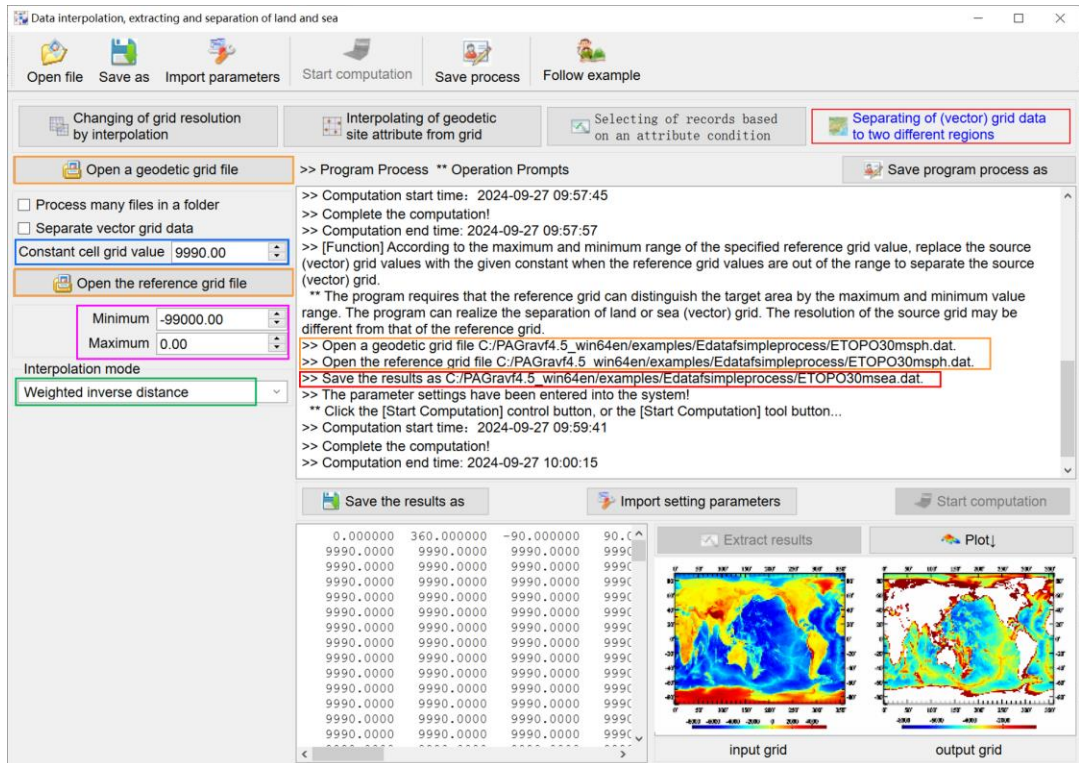 Data interpolation, extracting and separation of land and sea
Open file Save as Import parameters Start computation Save process Follow example
Changing of grid resolution
by interpolation
Interpolating of geodetic
site attribute from grid
Selecting of records based
on an attribute condition
Separating of (vector) grid data
to two different regions
Open a geodetic grid file
>> Program Process ** Operation Prompts
Save program process as
Process many files in a folder
Separate vector grid data
Constant cell grid value 9990.00
Open the reference grid file
Minimum -99000.00
Maximum 0.00
Interpolation mode
Weighted inverse distance
>> Computation start time: 2024-09-27 09:57:45
>> Complete the computation!
>> Computation end time: 2024-09-27 09:57:57
>> [Function] According to the maximum and minimum range of the specified reference grid value, replace the source
(vector) grid values with the given constant when the reference grid values are out of the range to separate the source
(vector) grid.
** The program requires that the reference grid can distinguish the target area by the maximum and minimum value
range. The program can realize the separation of land or sea (vector) grid. The resolution of the source grid may be
different from that of the reference grid.
>> Open a geodetic grid file C:/PAGravf4.5_win64en/examples/Edatafsimpleprocess/ETOPO30msph.dat.
>> Open the reference grid file C:/PAGravf4.5_win64en/examples/Edatafsimpleprocess/ETOPO30msph.dat.
>> Save the results as C:/PAGravf4.5_win64en/examples/Edatafsimpleprocess/ETOPO30msea.dat.
>> The parameter settings have been entered into the system!
** Click the [Start Computation] control button, or the [Start Computation] tool button...
>> Computation start time: 2024-09-27 09:59:41
>> Complete the computation!
>> Computation end time: 2024-09-27 10:00:15
Save the results as
Import setting parameters
Start computation
0.000000 360.000000 -90.000000 90.0
9990.0000 9990.0000 9990.0000 9990
9990.0000 9990.0000 9990.0000 9990
9990.0000 9990.0000 9990.0000 9990
9990.0000 9990.0000 9990.0000 9990
9990.0000 9990.0000 9990.0000 9990
9990.0000 9990.0000 9990.0000 9990
9990.0000 9990.0000 9990.0000 9990
9990.0000 9990.0000 9990.0000 9990
9990.0000 9990.0000 9990.0000 9990
9990.0000 9990.0000 9990.0000 9990
9990.0000 9990.0000 9990.0000 9990
9990.0000 9990.0000 9990.0000 9990
9990.0000 9990.0000 9990.0000 9990
Extract results
Plot↓
input grid
output grid